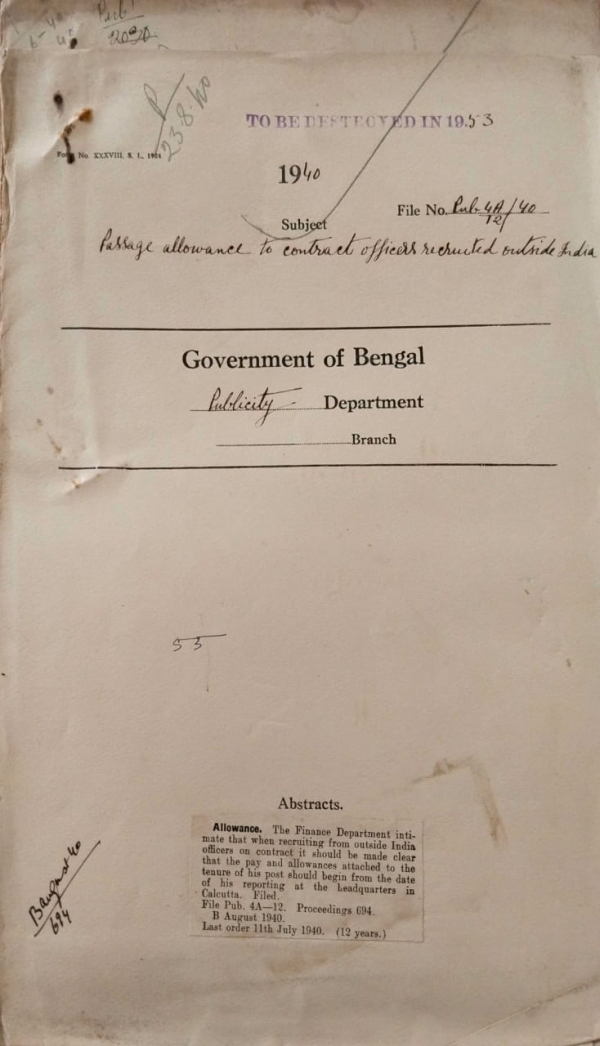 2030
P
238.40
TO BE DESTROYED IN 1953
Form No. XXXVIII. S. I., 1924
1940
File No. Pub. 4A/12/40
Subject
Passage allowance to contract officers recruited outside India
Government of Bengal
Publicity Department
Branch
55
Abstracts.
Allowance. The Finance Department inti-
mate that when recruiting from outside India
officers on contract it should be made clear
that the pay and allowances attached to the
tenure of his post should begin from the date
of his reporting at the headquarters in
Calcutta. Filed.
File Pub. 4A—12. Proceedings 694.
B August 1940.
Last order 11th July 1940. (12 years.)
B August 40
694